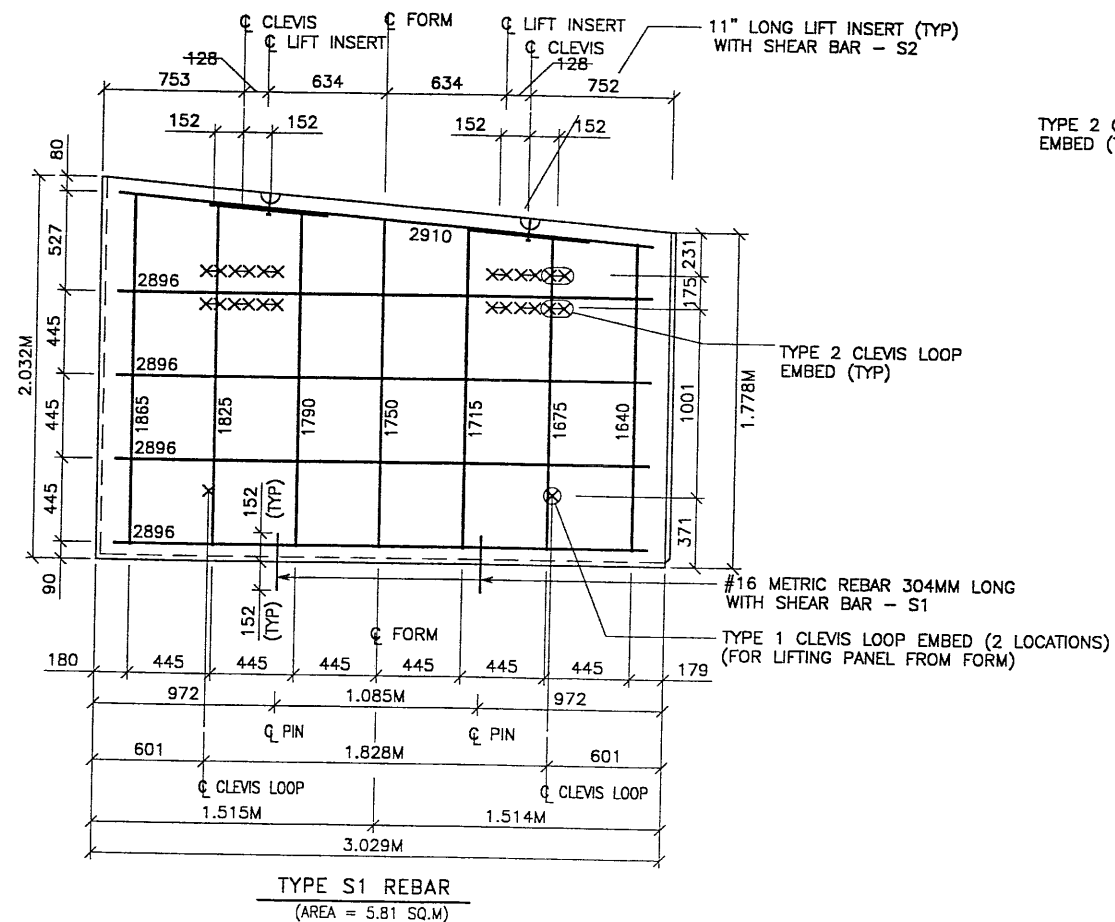 ℄ CLEVIS
℄ LIFT INSERT
℄ FORM
℄ LIFT INSERT
℄ CLEVIS
11" LONG LIFT INSERT (TYP)
WITH SHEAR BAR – S2
753
128
634
634
128
752
152
152
152
152
TYPE 2
EMBED
80
527
445
445
445
90
2.032M
2910
2896
2896
2896
2896
1865
1825
1790
1750
1715
1675
1640
231
175
1001
371
1.778M
TYPE 2 CLEVIS LOOP
EMBED (TYP)
152
(TYP)
152
(TYP)
#16 METRIC REBAR 304MM LONG
WITH SHEAR BAR – S1
TYPE 1 CLEVIS LOOP EMBED (2 LOCATIONS)
(FOR LIFTING PANEL FROM FORM)
℄ FORM
180
445
445
445
445
445
445
179
972
1.085M
972
℄ PIN
℄ PIN
601
1.828M
601
℄ CLEVIS LOOP
℄ CLEVIS LOOP
1.515M
1.514M
3.029M
TYPE S1 REBAR
(AREA = 5.81 SQ.M)